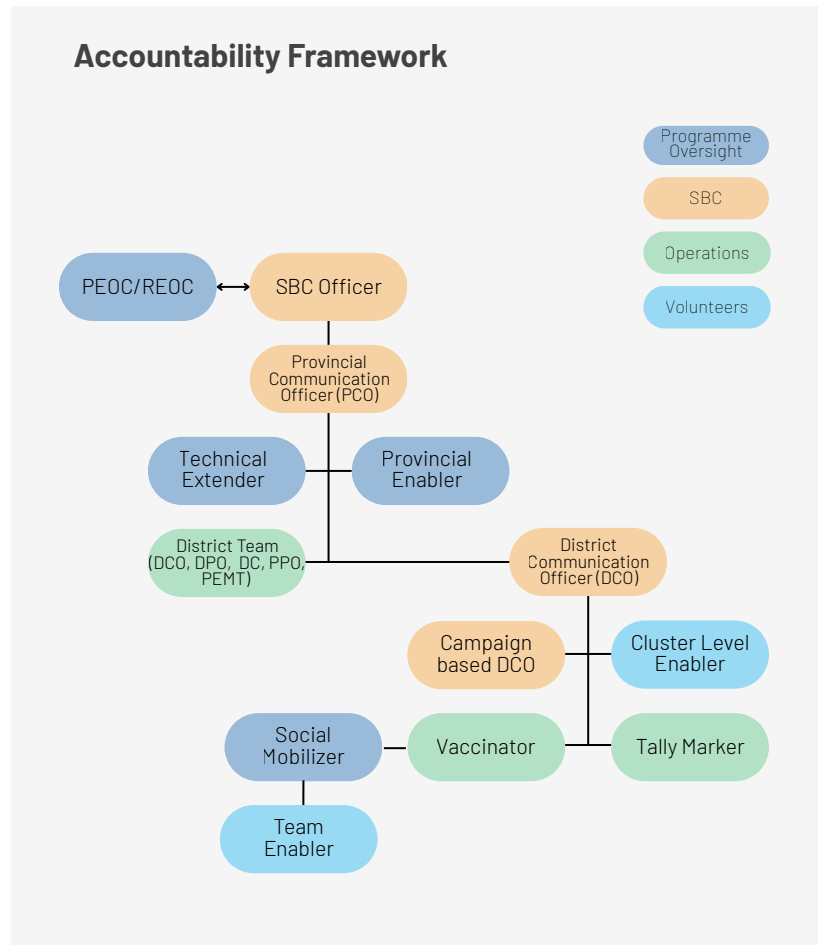 Accountability Framework
Programme
Oversight
SBC
Operations
Volunteers
PEOC/REOC
SBC Officer
Provincial
Communication
Officer (PCO)
Technical
Extender
Provincial
Enabler
District Team
(DCO, DPO, DC, PPO,
PEMT)
District
Communication
Officer (DCO)
Campaign
based DCO
Cluster Level
Enabler
Social
Mobilizer
Vaccinator
Tally Marker
Team
Enabler